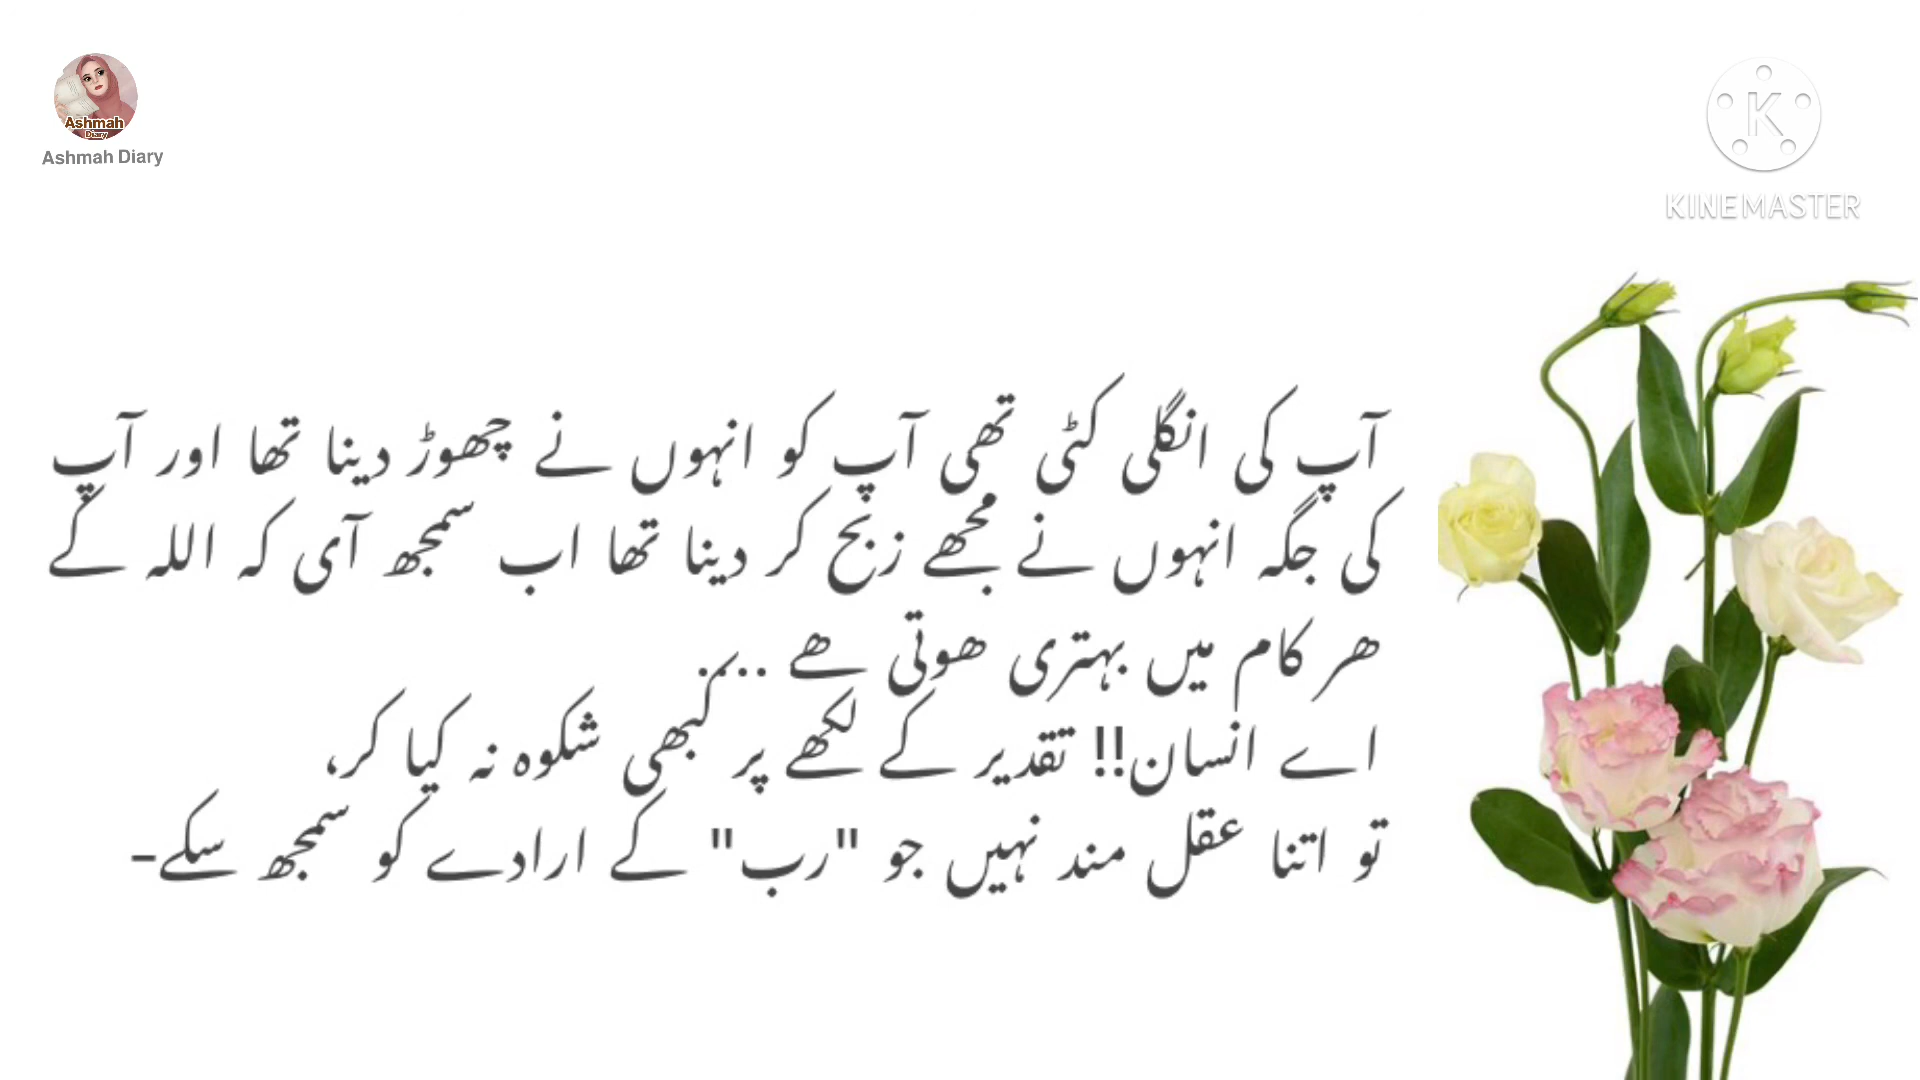 Ashmah
Diary
Ashmah Diary
K
KINEMASTER
آپ کی انگلی کٹی تھی آپ کو انہوں نے چھوڑ دینا تھا اور آپ
کی جگہ انہوں نے مجھے زبح کر دینا تھا اب سمجھ آی کہ اللہ کے
ھر کام میں بہتری ھوتی ھے ....
اے انسان!! تقدیر کے لکھے پر کبھی شکوہ نہ کیا کر،
تو اتنا عقل مند نہیں جو "رب" کے ارادے کو سمجھ سکے-